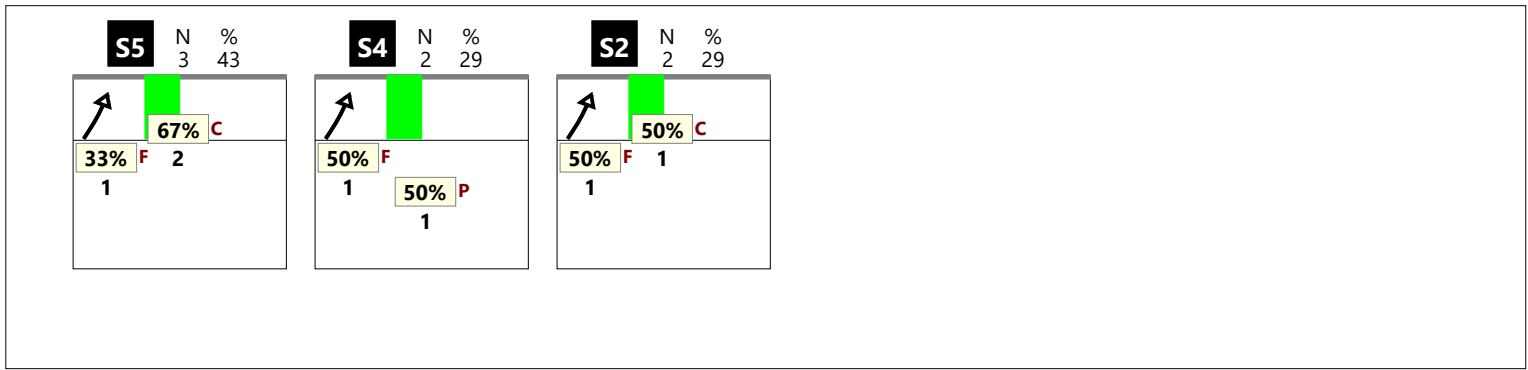 S5 N % 3 43
67% C
33% F 2
1
S4 N % 2 29
50% F
1
50% P
1
S2 N % 2 29
50% C
50% F 1
1